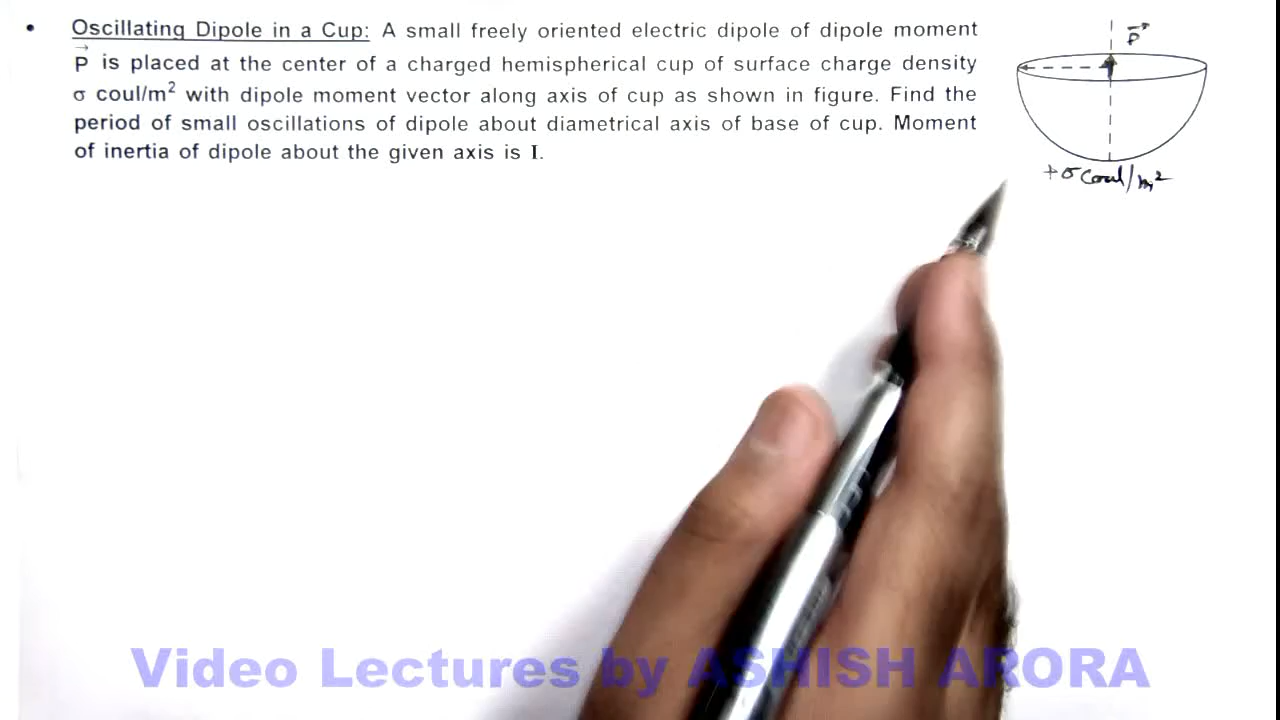 • Oscillating Dipole in a Cup: A small freely oriented electric dipole of dipole moment
P⃗ is placed at the center of a charged hemispherical cup of surface charge density
σ coul/m² with dipole moment vector along axis of cup as shown in figure. Find the
period of small oscillations of dipole about diametrical axis of base of cup. Moment
of inertia of dipole about the given axis is I.
P⃗
+σ coul/m²
Video Lectures by ASHISH ARORA